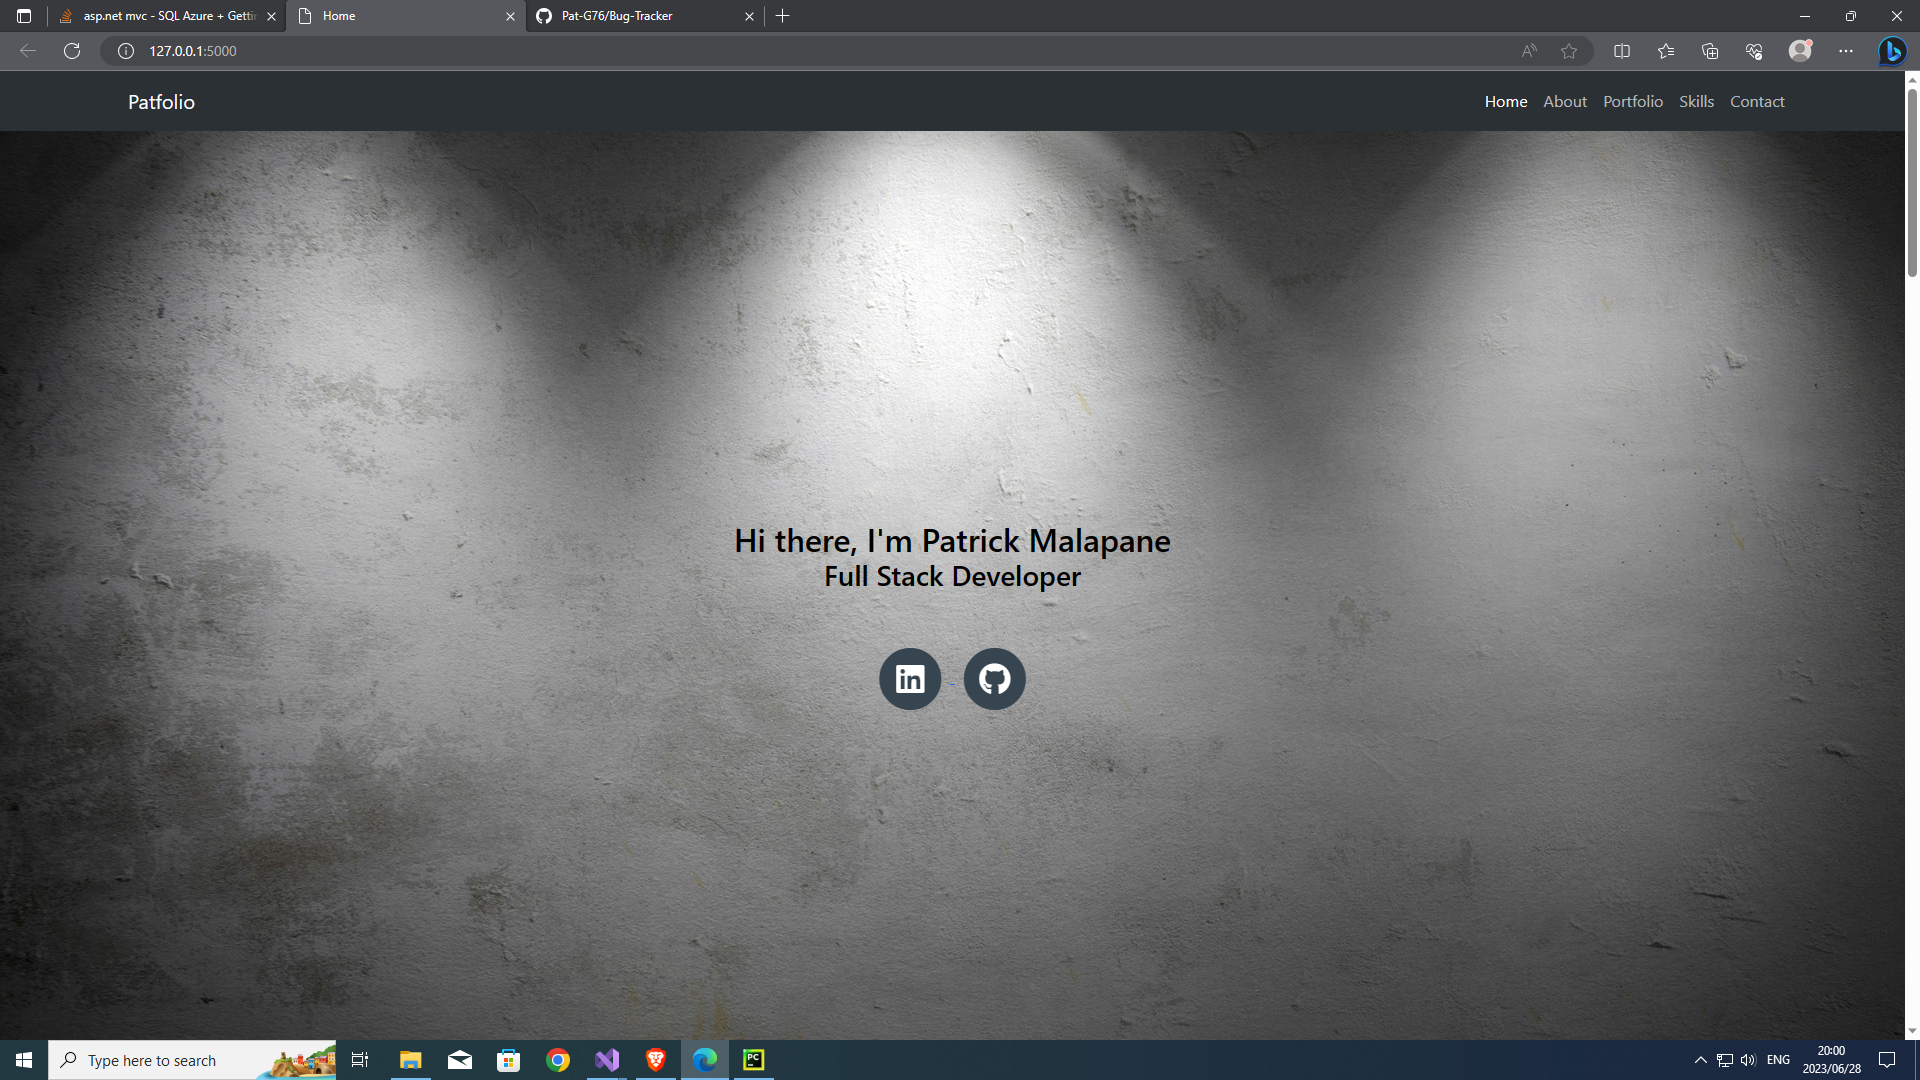 asp.net mvc - SQL Azure + Gettin
Home
Pat-G76/Bug-Tracker
127.0.0.1:5000
Patfolio
Home About Portfolio Skills Contact
Hi there, I'm Patrick Malapane
Full Stack Developer
Type here to search
ENG
20:00
2023/06/28